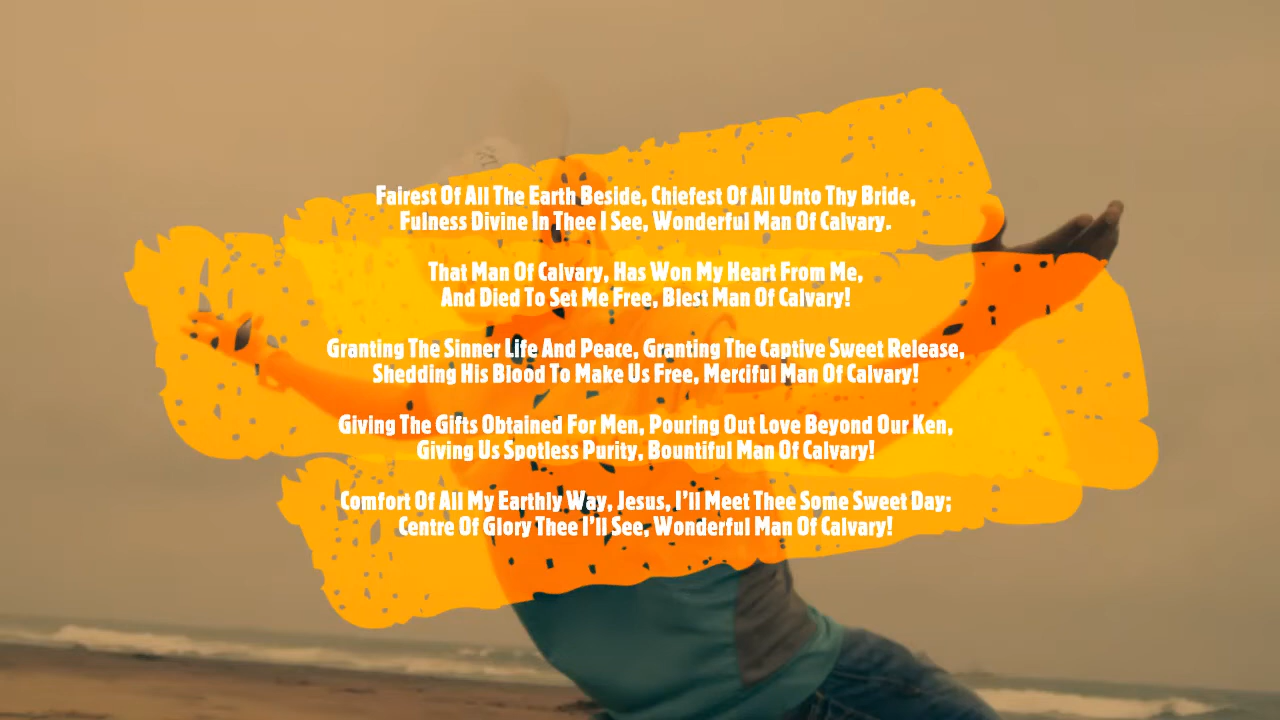 Fairest Of All The Earth Beside, Chiefest Of All Unto Thy Bride,
Fulness Divine In Thee I See, Wonderful Man Of Calvary.
That Man Of Calvary, Has Won My Heart From Me,
And Died To Set Me Free, Blest Man Of Calvary!
Granting The Sinner Life And Peace, Granting The Captive Sweet Release,
Shedding His Blood To Make Us Free, Merciful Man Of Calvary!
Giving The Gifts Obtained For Men, Pouring Out Love Beyond Our Ken,
Giving Us Spotless Purity, Bountiful Man Of Calvary!
Comfort Of All My Earthly Way, Jesus, I'll Meet Thee Some Sweet Day;
Centre Of Glory Thee I'll See, Wonderful Man Of Calvary!